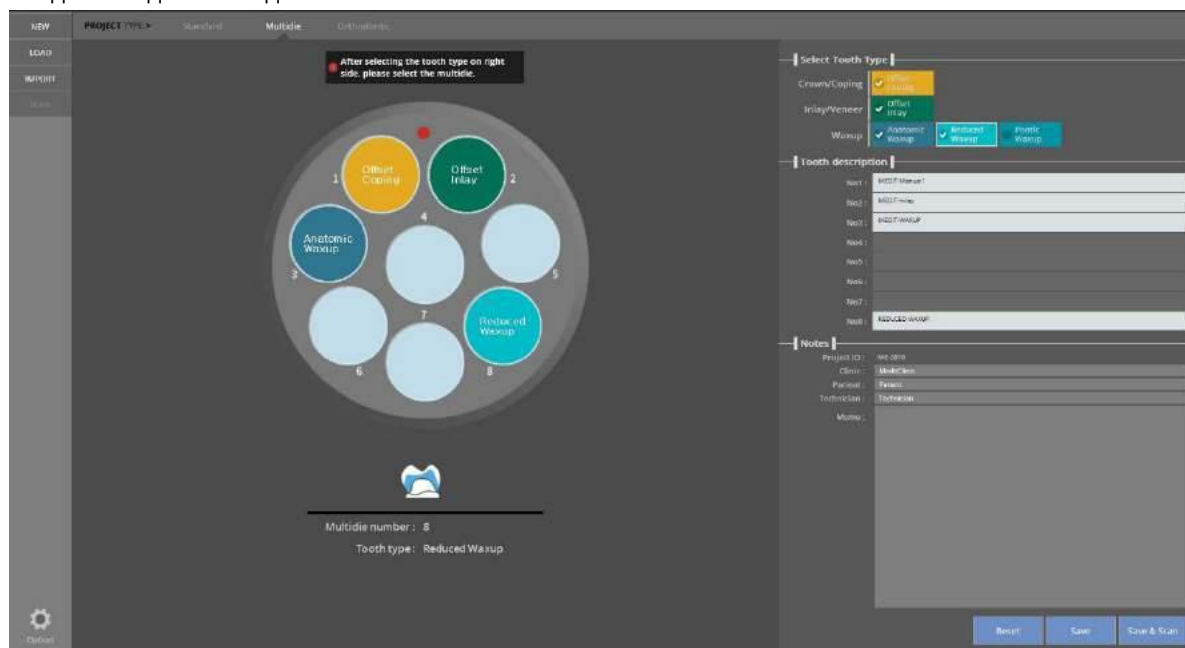 NEW
PROJECT TYPE >
Standard
Multidie
Orthodontic
LOAD
IMPORT
After selecting the tooth type on right
side, please select the multidie.
1
Offset
Coping
Offset
Inlay
2
4
Anatomic
Waxup
3
5
7
Reduced
Waxup
6
8
Multidie number : 8
Tooth type : Reduced Waxup
Option
Select Tooth Type
Crown/Coping
Offset
Coping
Inlay/Veneer
Offset
Inlay
Waxup
Anatomic
Waxup
Reduced
Waxup
Pontic
Waxup
Tooth description
No1 :
No2 :
No3 : MEDIT-WAXUP
No4 :
No5 :
No6 :
No7 :
No8 : REDUCED-WAXUP
Notes
Project ID :
Clinic : MeditClinic
Patient : Patient
Technician : Technician
Memo :
Reset
Save
Save & Scan